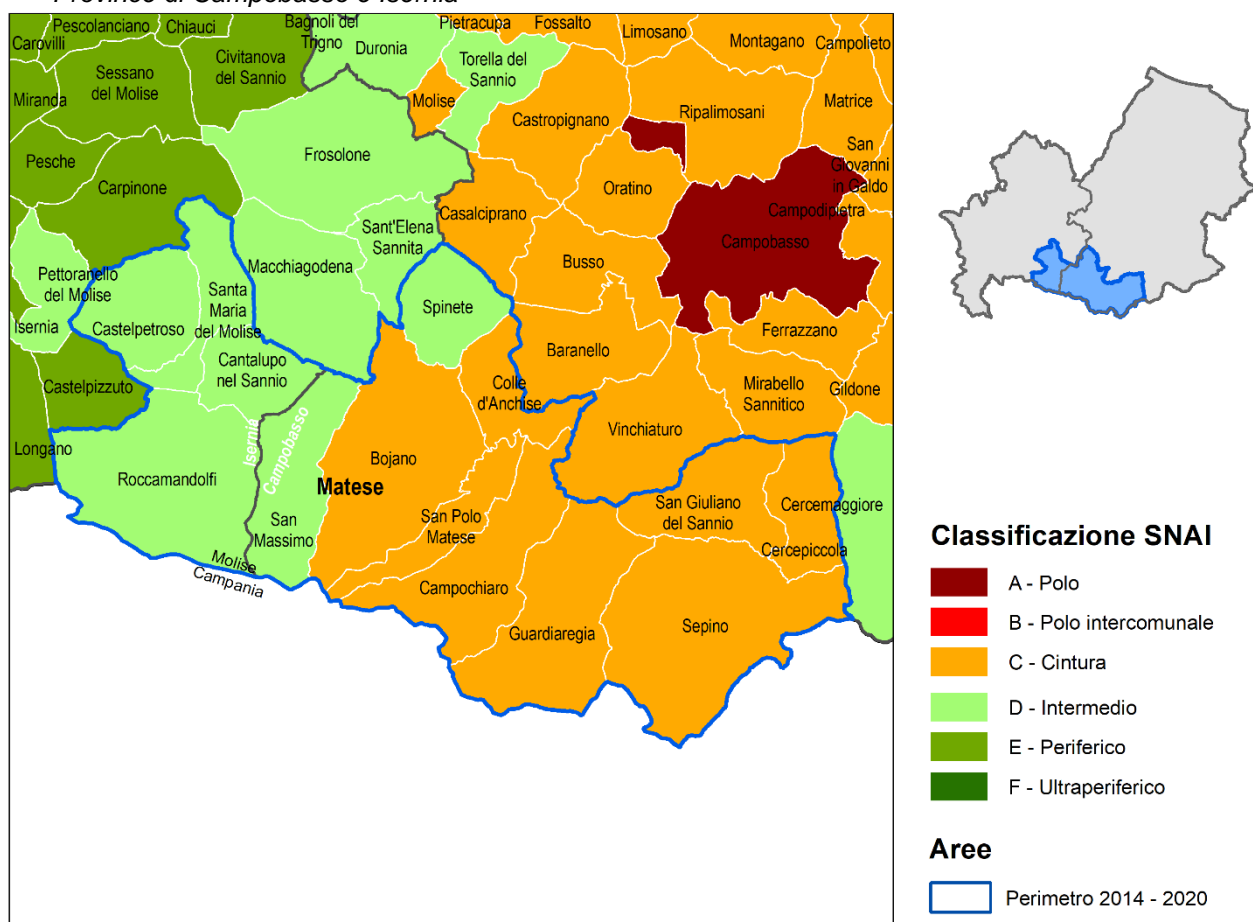 Province di Campobasso e Isernia
Carovilli
Pescolanciano
Chiauci
Bagnoli del
Trigno
Pietracupa
Fossalto
Limosano
Montagano
Campolieto
Duronia
Civitanova
del Sannio
Sessano
del Molise
Torella del
Sannio
Miranda
Molise
Castropignano
Ripalimosani
Matrice
Pesche
Frosolone
San
Giovanni
in Galdo
Carpinone
Oratino
Casalciprano
Campodipietra
Sant'Elena
Sannita
Campobasso
Pettoranello
del Molise
Macchiagodena
Busso
Santa
Maria
del Molise
Spinete
Isernia
Castelpetroso
Ferrazzano
Baranello
Cantalupo
nel Sannio
Castelpizzuto
Colle
d'Anchise
Mirabello
Sannitico
Gildone
Vinchiaturo
Isernia
Campobasso
Longano
Bojano
Roccamandolfi
Matese
San Giuliano
del Sannio
Cercemaggiore
San Polo
Matese
San
Massimo
Cercepiccola
Molise
Campania
Campochiaro
Guardiaregia
Sepino
Classificazione SNAI
A - Polo
B - Polo intercomunale
C - Cintura
D - Intermedio
E - Periferico
F - Ultraperiferico
Aree
Perimetro 2014 - 2020